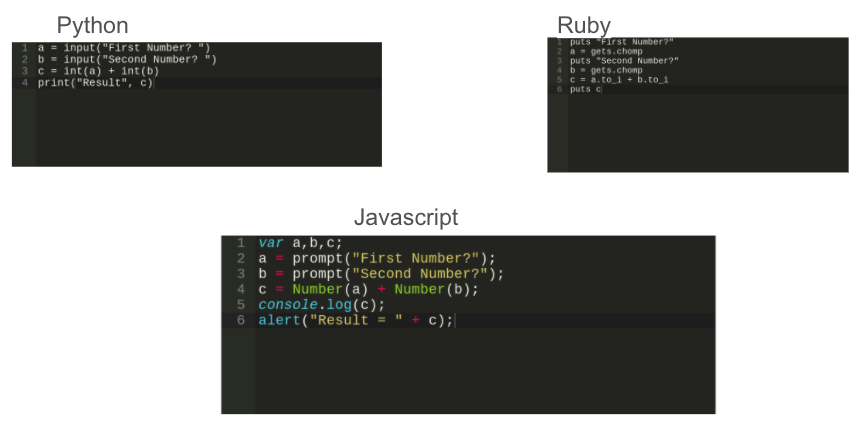 Python
1 a = input("First Number? ")
2 b = input("Second Number? ")
3 c = int(a) + int(b)
4 print("Result", c)
Ruby
1 puts "First Number?"
2 a = gets.chomp
3 puts "Second Number?"
4 b = gets.chomp
5 c = a.to_i + b.to_i
6 puts c
Javascript
1 var a,b,c;
2 a = prompt("First Number?");
3 b = prompt("Second Number?");
4 c = Number(a) + Number(b);
5 console.log(c);
6 alert("Result = " + c);